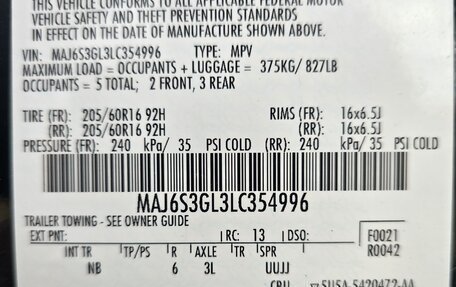 THIS VEHICLE CONFORMS TO ALL APPLICABLE FEDERAL MOTOR
VEHICLE SAFETY AND THEFT PREVENTION STANDARDS
IN EFFECT ON THE DATE OF MANUFACTURE SHOWN ABOVE.
VIN: MAJ6S3GL3LC354996 TYPE: MPV
MAXIMUM LOAD = OCCUPANTS + LUGGAGE = 375KG/ 827LB
OCCUPANTS = 5 TOTAL; 2 FRONT, 3 REAR
TIRE (FR): 205/60R16 92H RIMS (FR): 16x6.5J
(RR): 205/60R16 92H (RR): 16x6.5J
PRESSURE (FR): 240 kPa/ 35 PSI COLD (RR): 240 kPa/ 35 PSI COLD
MAJ6S3GL3LC354996
TRAILER TOWING - SEE OWNER GUIDE
EXT PNT: RC: 13 DSO: F0021
R0042
INT TR TP/PS R AXLE TR SPR
NB 6 3L UUJJ
5U5A-5420472-AA